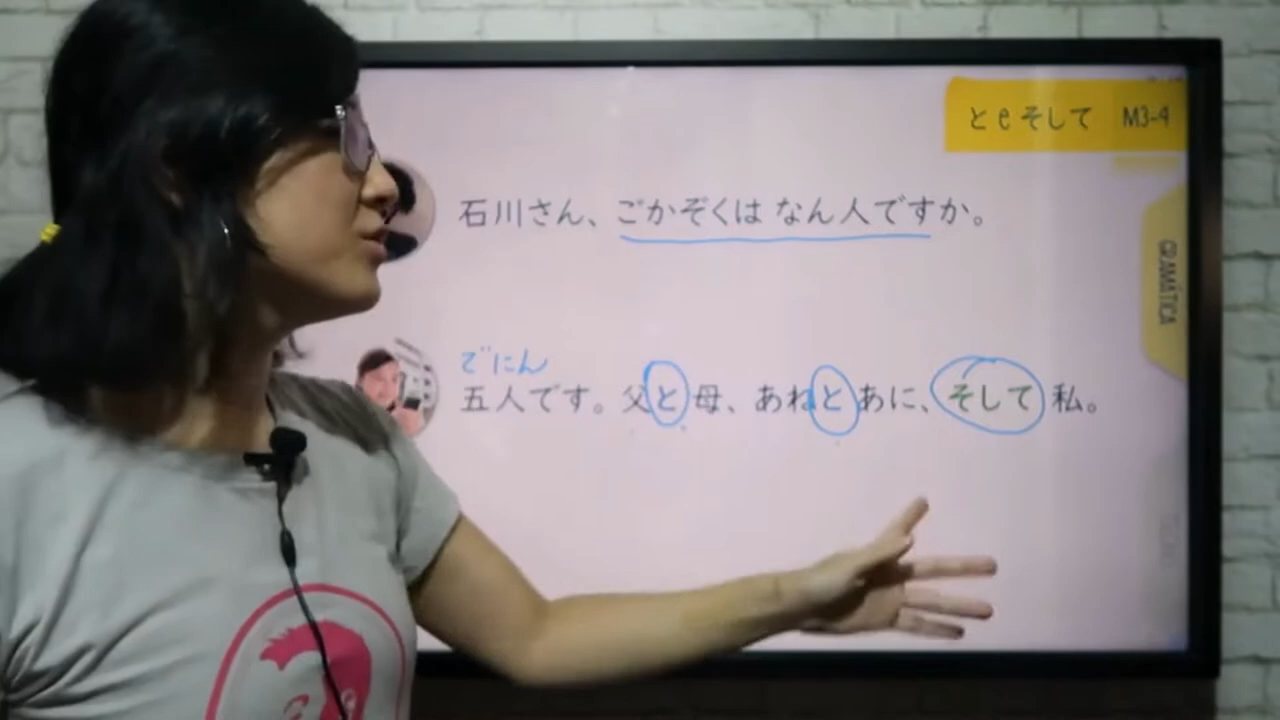 と e そして M3-4
石川さん、ごかぞくは なん人ですか。
GRAMÁTICA
ごにん
五人です。父と母、あねとあに、そして 私。